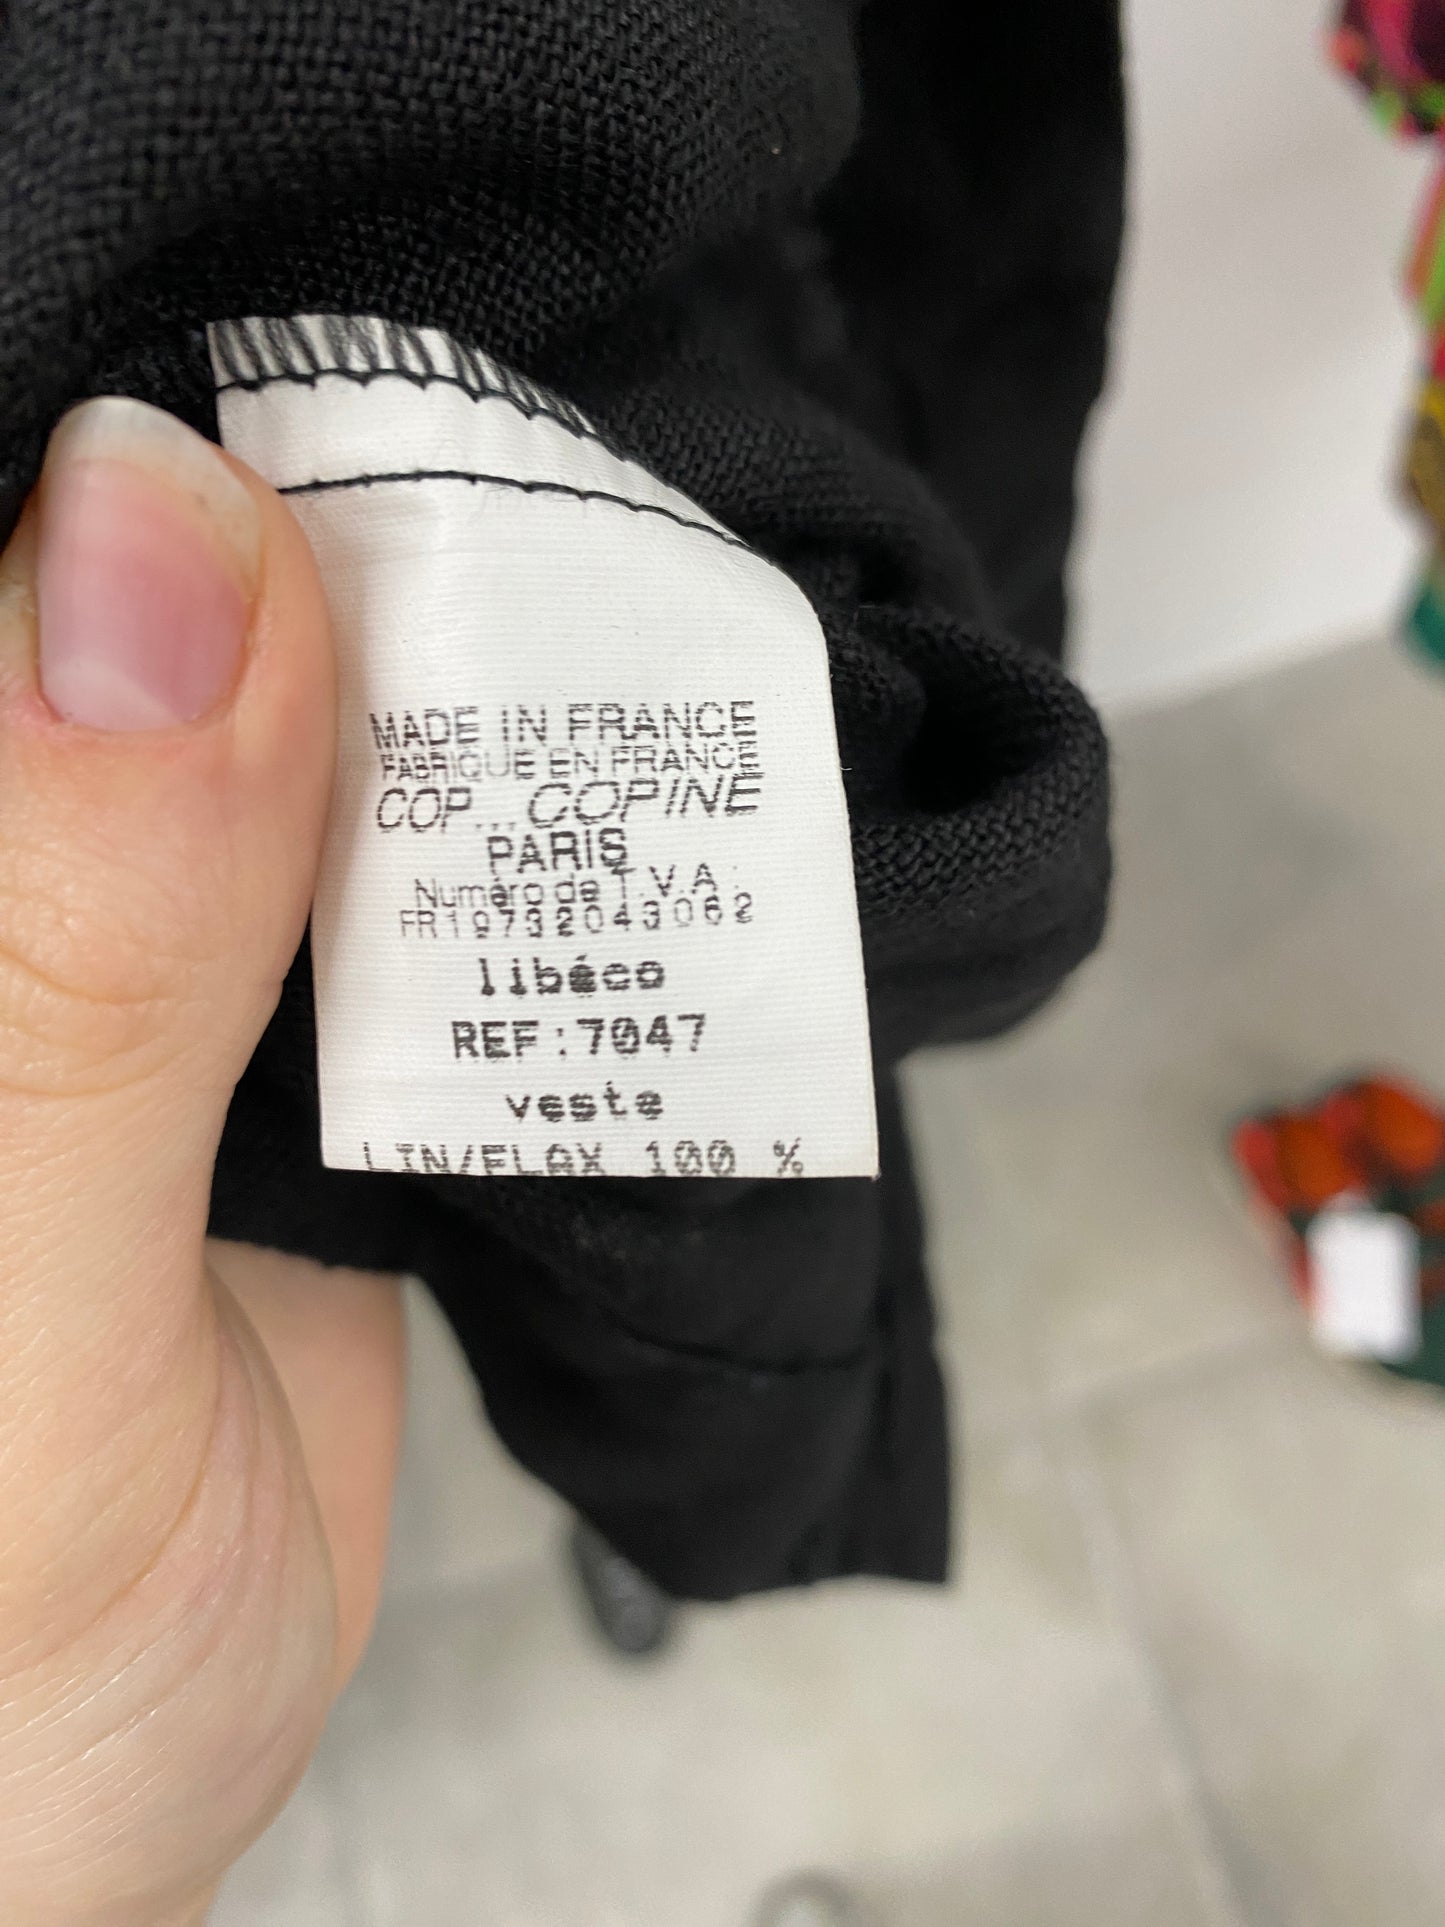 MADE IN FRANCE
FABRIQUE EN FRANCE
COP... COPINE
PARIS
Numéro de T.V.A.:
FR19732043062
libéco
REF:7047
veste
LIN/FLAX 100 %